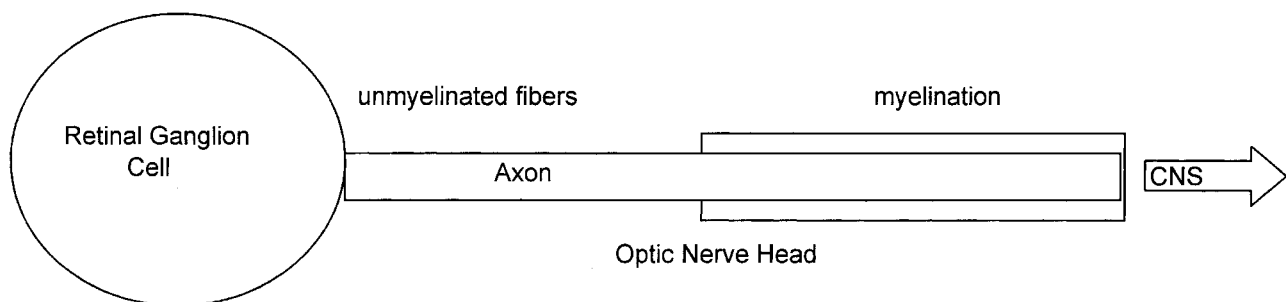 unmyelinated fibers
myelination
Retinal Ganglion
Cell
Axon
CNS
Optic Nerve Head